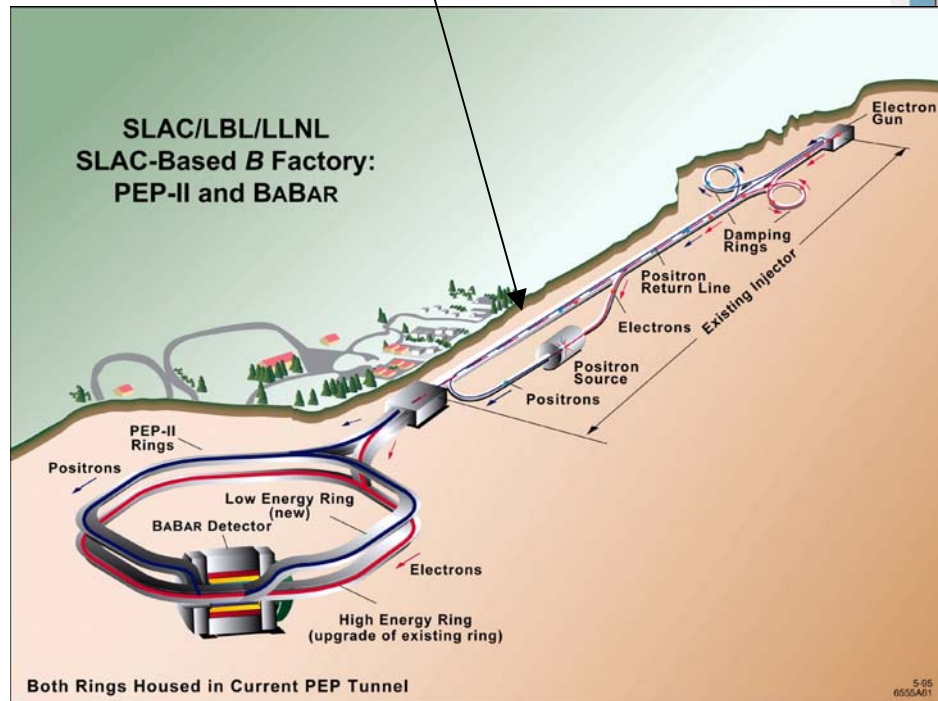 SLAC/LBL/LLNL
SLAC-Based B Factory:
PEP-II and BABAR
Electron
Gun
Damping
Rings
Positron
Return Line
Existing Injector
Electrons
Positron
Source
Positrons
PEP-II
Rings
Positrons
Low Energy Ring
(new)
BABAR Detector
Electrons
High Energy Ring
(upgrade of existing ring)
Both Rings Housed in Current PEP Tunnel
5-95
6555A61